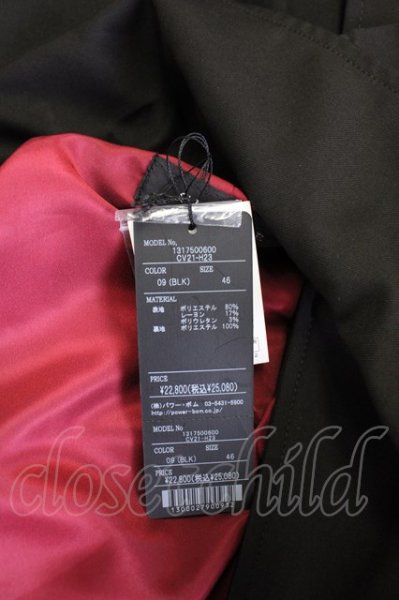 MODEL No.
1317500600
CV21-H23
COLOR SIZE
09 (BLK) 46
MATERIAL
表地 ポリエステル 80%
レーヨン 17%
ポリウレタン 3%
裏地 ポリエステル 100%
PRICE
¥22,800(税込¥25,080)
(株)パワー・ボム 03-5431-5900
http://power-bom.co.jp/
MODEL No
1317500600
CV21-H23
COLOR SIZE
09 (BLK) 46
PRICE
¥22,800(税込¥25,080)
1300027900932
closet child